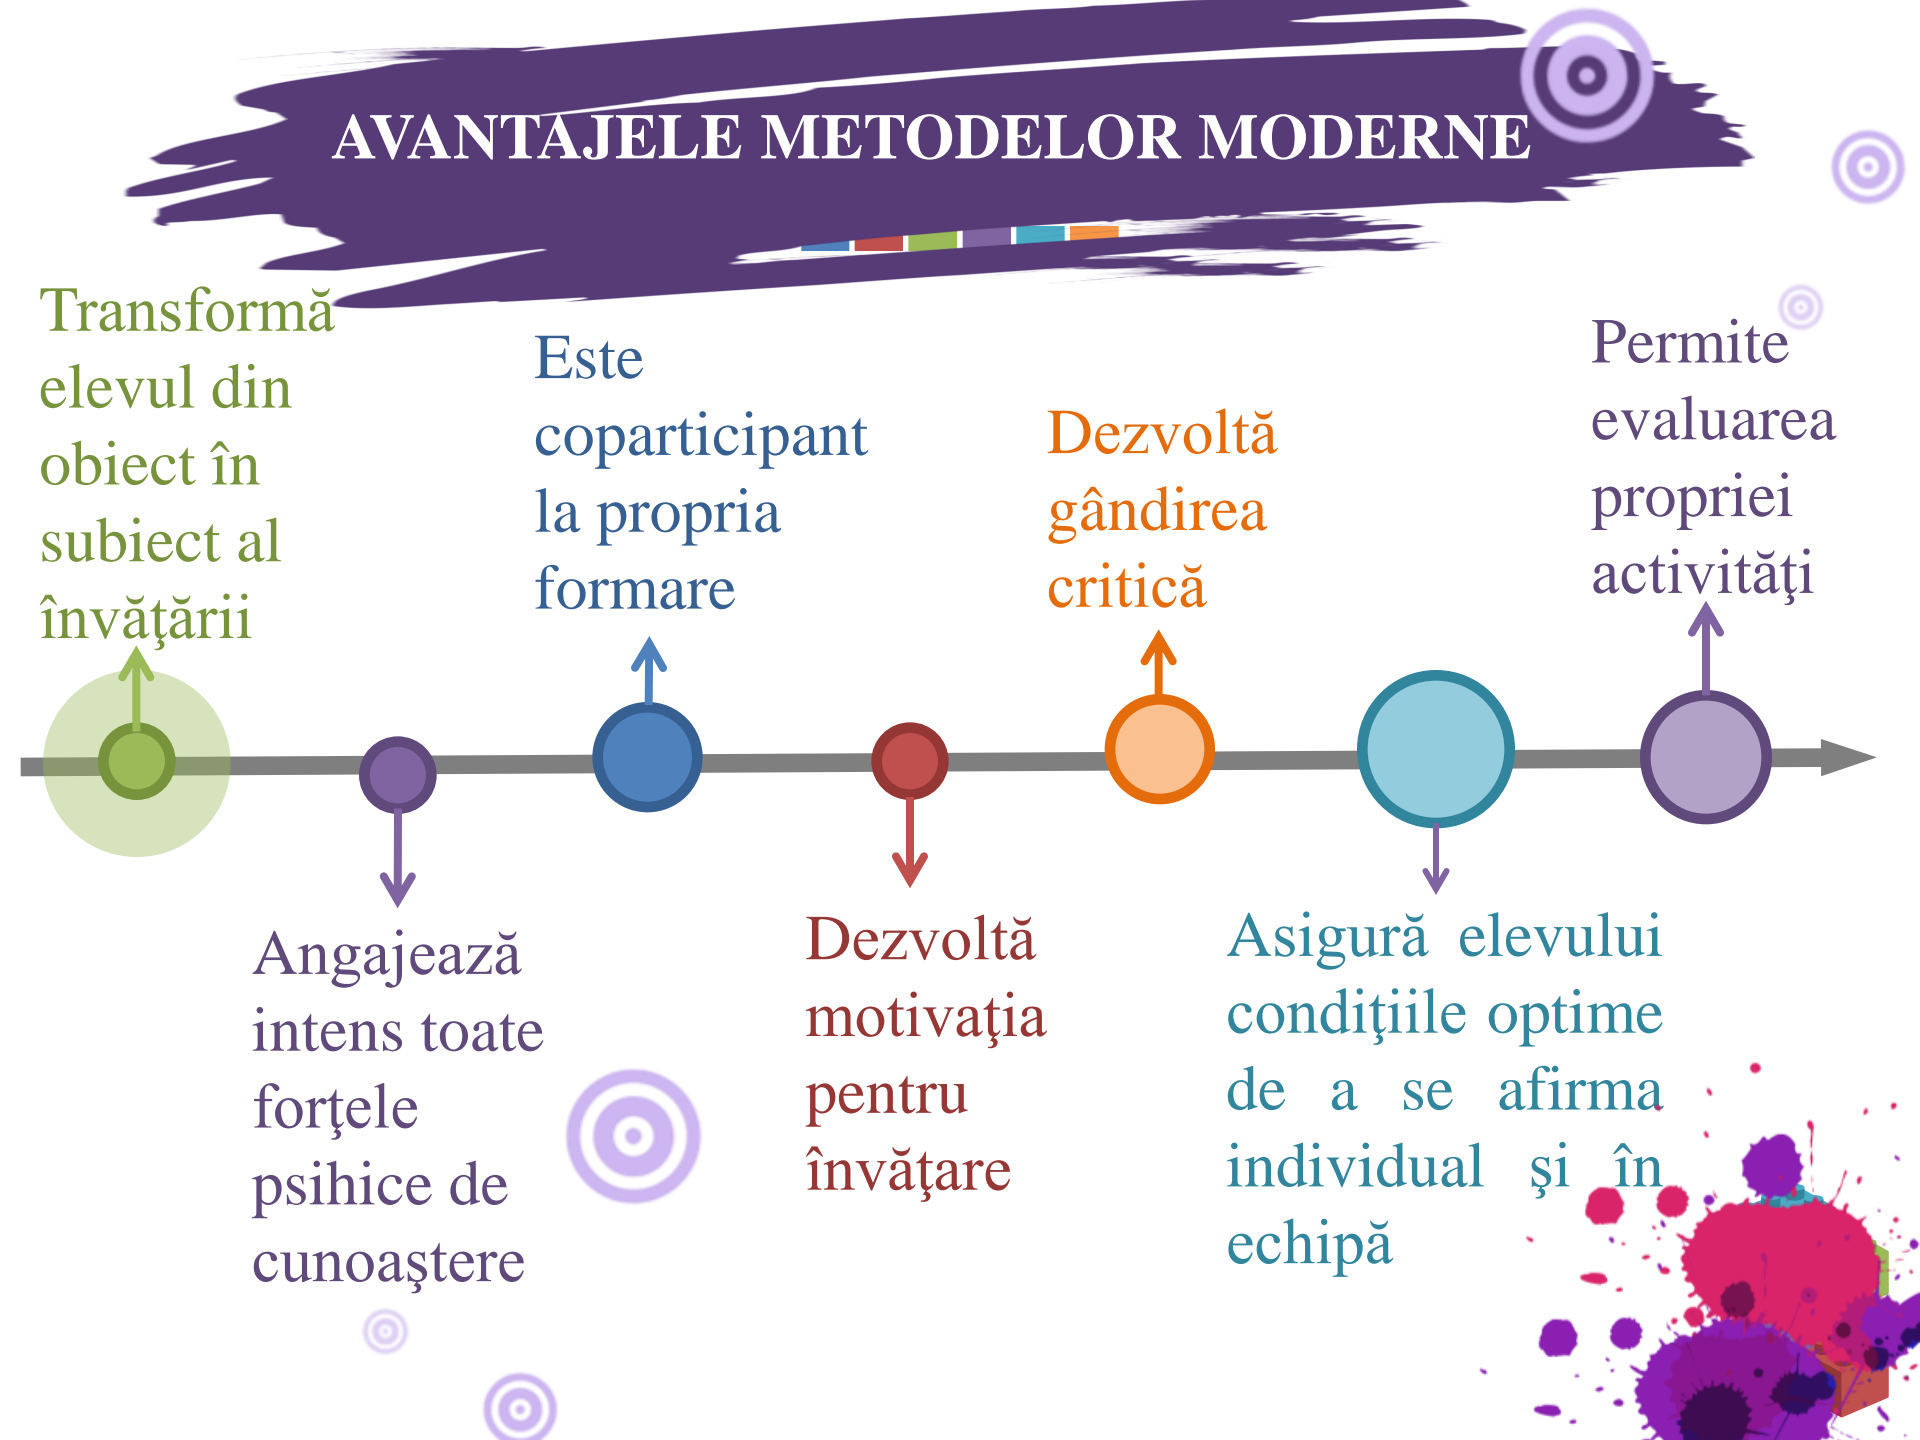 AVANTAJELE METODELOR MODERNE
Transformă
elevul din
obiect în
subiect al
învăţării
Angajează
intens toate
forţele
psihice de
cunoaştere
Este
coparticipant
la propria
formare
Dezvoltă
motivaţia
pentru
învăţare
Dezvoltă
gândirea
critică
Asigură elevului
condiţiile optime
de a se afirma
individual şi în
echipă
Permite
evaluarea
propriei
activităţi